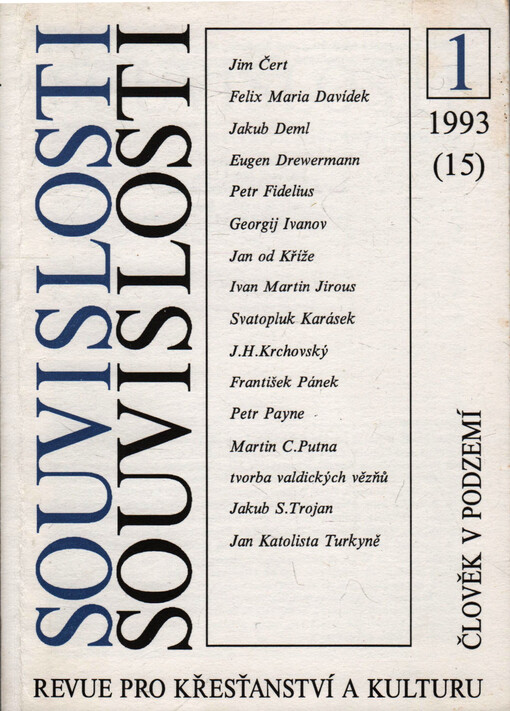 SOUVISLOSTI
SOUVISLOSTI
Jim Čert
Felix Maria Davídek
Jakub Deml
Eugen Drewermann
Petr Fidelius
Georgij Ivanov
Jan od Kříže
Ivan Martin Jirous
Svatopluk Karásek
J.H.Krchovský
František Pánek
Petr Payne
Martin C.Putna
tvorba valdických vězňů
Jakub S.Trojan
Jan Katolista Turkyně
1
1993
(15)
ČLOVĚK V PODZEMÍ
REVUE PRO KŘESŤANSTVÍ A KULTURU